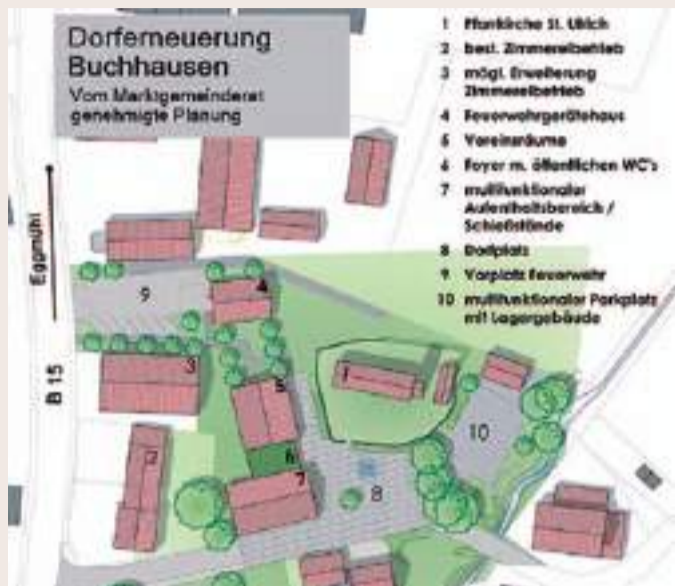 Dorferneuerung
Buchhausen
Vom Marktgemeinderat
genehmigte Planung
1 Pfarrkirche St. Ulrich
2 best. Zimmereibetrieb
3 mögl. Erweiterung
Zimmereibetrieb
4 Feuerwehrgerätehaus
5 Vereinsräume
6 Foyer m. öffentlichen WC's
7 multifunktionaler
Aufenthaltsbereich /
Schießstände
8 Dorfplatz
9 Vorplatz Feuerwehr
10 multifunktionaler Parkplatz
mit Lagergebäude
Eggmühl
B 15
9
4
3
1
5
10
2
6
7
8